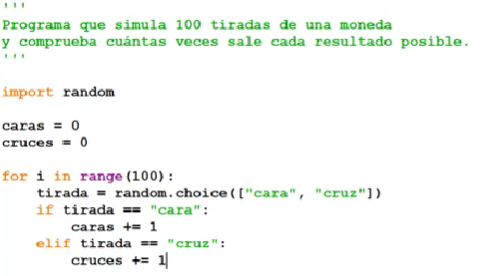 '''
Programa que simula 100 tiradas de una moneda
y comprueba cuántas veces sale cada resultado posible.
'''
import random
caras = 0
cruces = 0
for i in range(100):
    tirada = random.choice(["cara", "cruz"])
    if tirada == "cara":
        caras += 1
    elif tirada == "cruz":
        cruces += 1